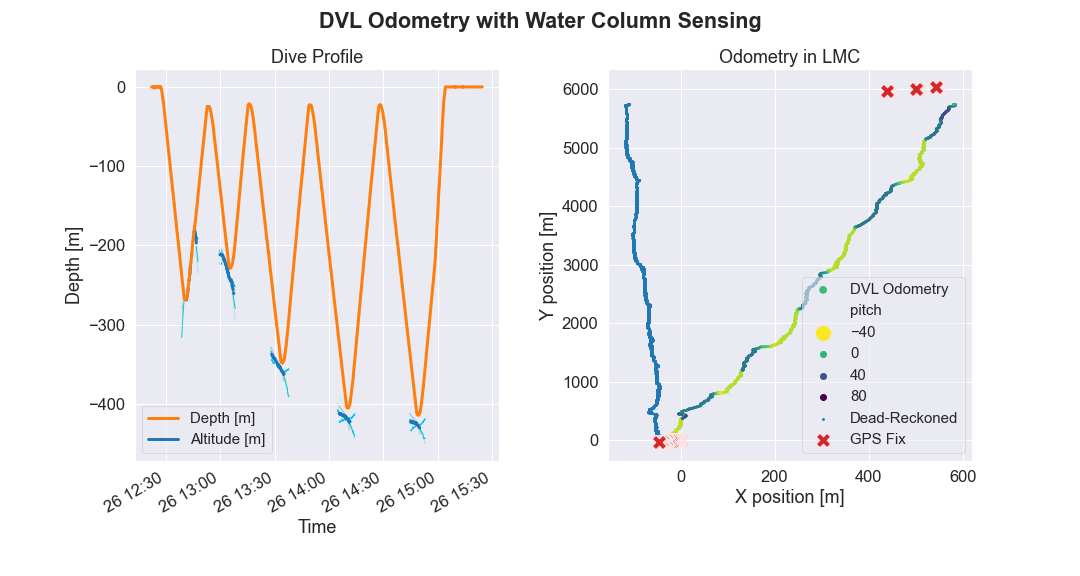 DVL Odometry with Water Column Sensing
Dive Profile
0
−100
−200
−300
−400
Depth [m]
Depth [m]
Altitude [m]
26 12:30
26 13:00
26 13:30
26 14:00
26 14:30
26 15:00
26 15:30
Time
Odometry in LMC
6000
5000
4000
3000
2000
1000
0
Y position [m]
DVL Odometry
pitch
−40
0
40
80
Dead-Reckoned
GPS Fix
0
200
400
600
X position [m]